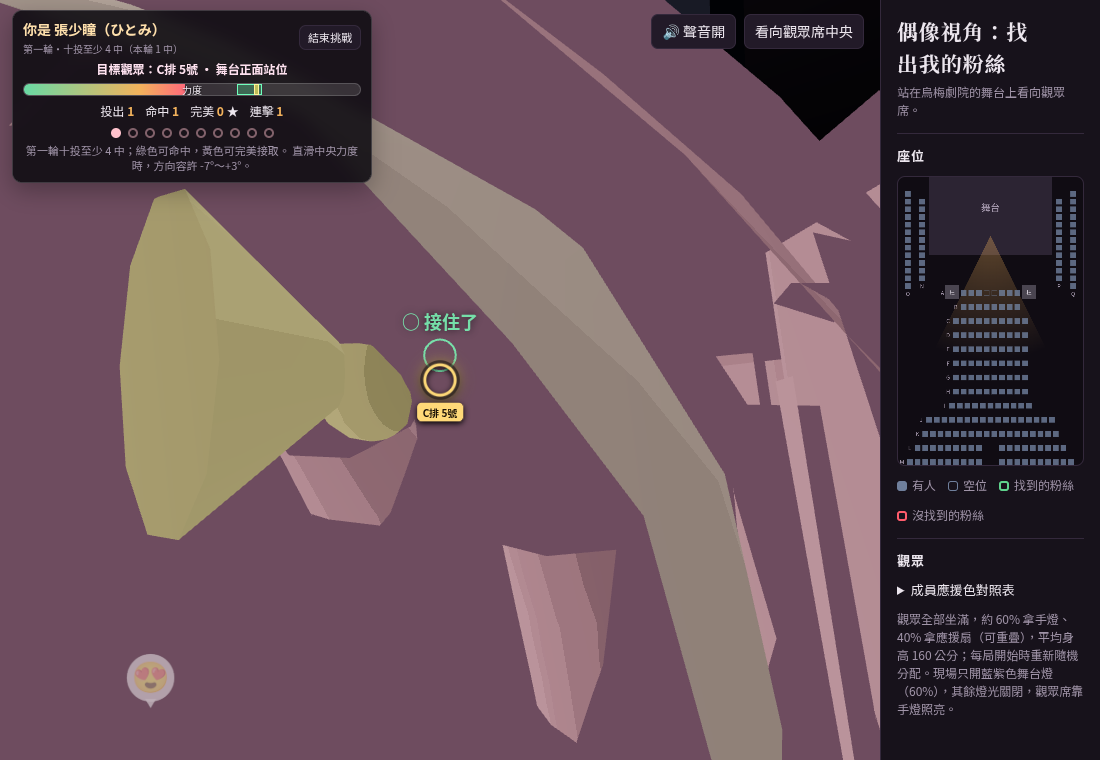 你是 張少瞳（ひとみ）
第一輪・十投至少 4 中（本輪 1 中）
結束挑戰
目標觀眾：C排 5號 · 舞台正面站位
力度
投出 1 命中 1 完美 0 ★ 連擊 1
第一輪十投至少 4 中；綠色可命中，黃色可完美接取。 直滑中央力度
時，方向容許 -7°～+3°。
🔊 聲音開
看向觀眾席中央
〇 接住了
C排 5號
偶像視角：找
出我的粉絲
站在烏梅劇院的舞台上看向觀眾
席。
座位
舞台
有人 空位 找到的粉絲
沒找到的粉絲
觀眾
▶ 成員應援色對照表
觀眾全部坐滿，約 60% 拿手燈、
40% 拿應援扇（可重疊），平均身
高 160 公分；每局開始時重新隨機
分配。現場只開藍紫色舞台燈
（60%），其餘燈光關閉，觀眾席靠
手燈照亮。